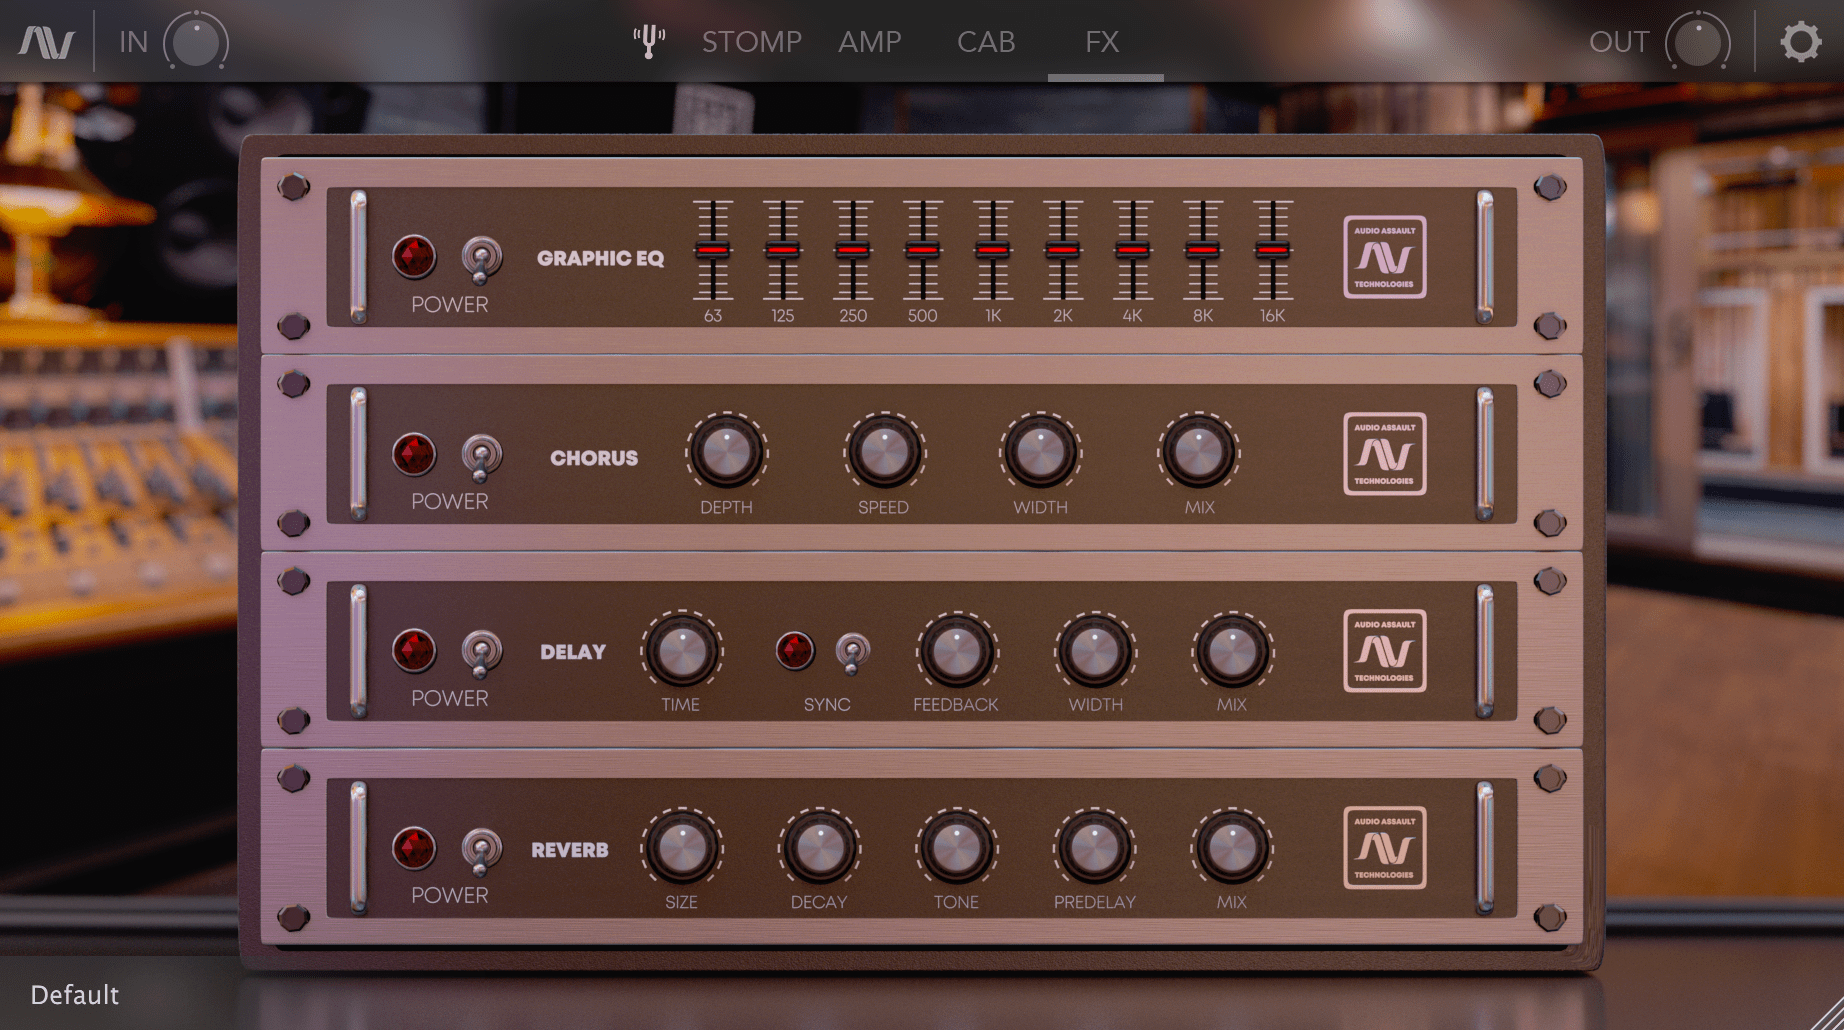 IN
STOMP
AMP
CAB
FX
OUT
POWER
GRAPHIC EQ
63 125 250 500 1K 2K 4K 8K 16K
AUDIO ASSAULT
TECHNOLOGIES
POWER
CHORUS
DEPTH SPEED WIDTH MIX
AUDIO ASSAULT
TECHNOLOGIES
POWER
DELAY
TIME SYNC FEEDBACK WIDTH MIX
AUDIO ASSAULT
TECHNOLOGIES
POWER
REVERB
SIZE DECAY TONE PREDELAY MIX
AUDIO ASSAULT
TECHNOLOGIES
Default